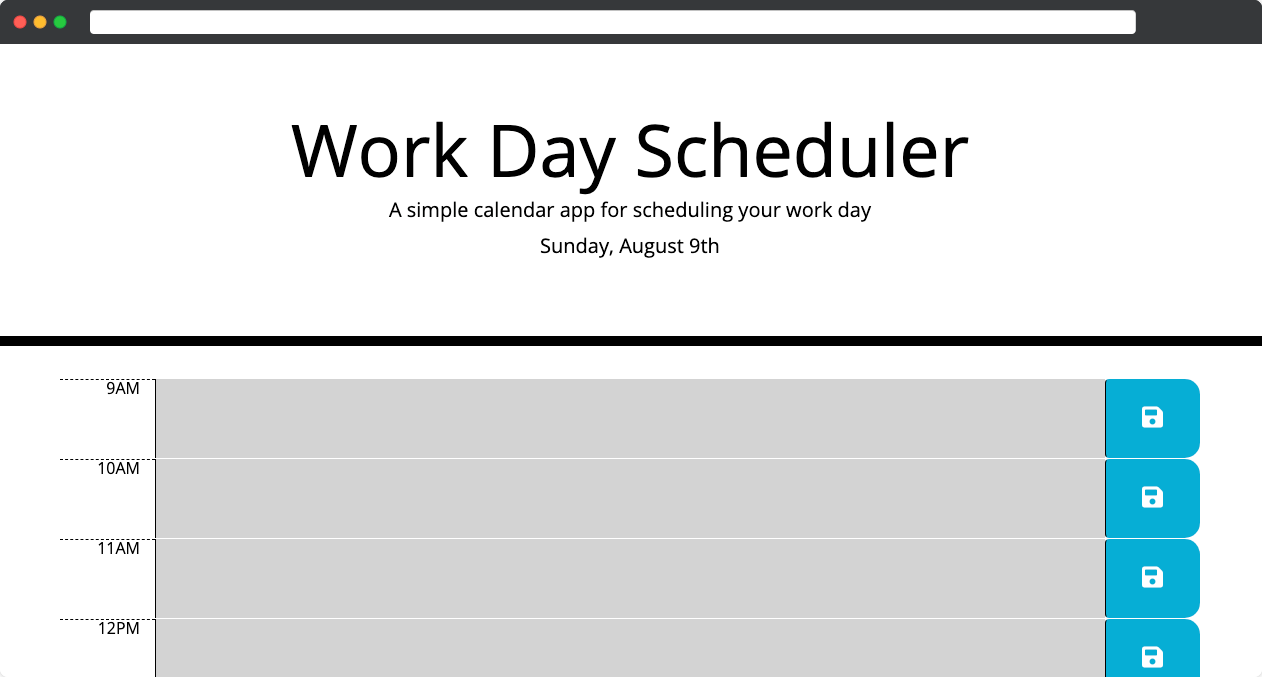 Work Day Scheduler
A simple calendar app for scheduling your work day
Sunday, August 9th
9AM
10AM
11AM
12PM